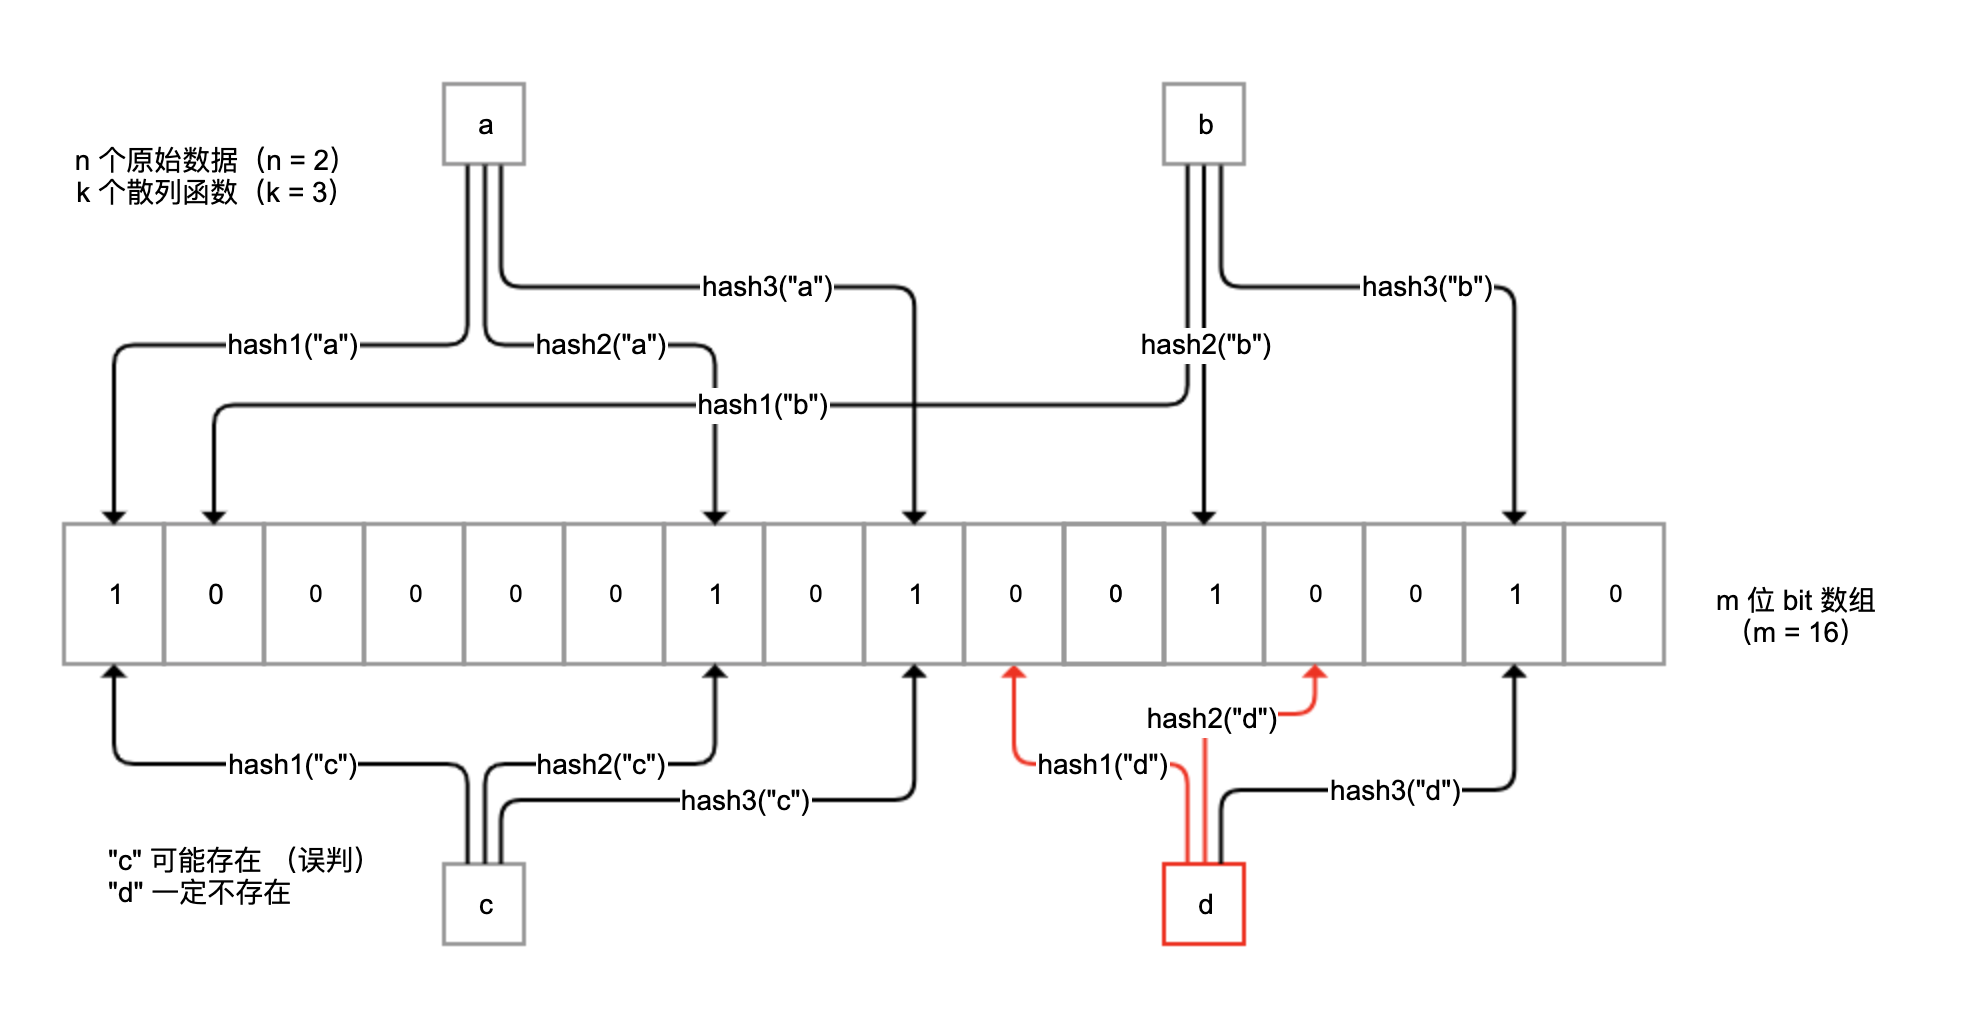 a
b
n 个原始数据（n = 2）
k 个散列函数（k = 3）
hash3("a")
hash3("b")
hash1("a")
hash2("a")
hash2("b")
hash1("b")
1 0 0 0 0 0 1 0 1 0 0 1 0 0 1 0
m 位 bit 数组
（m = 16）
hash2("d")
hash1("c")
hash2("c")
hash1("d")
hash3("c")
hash3("d")
"c" 可能存在 （误判）
"d" 一定不存在
c
d